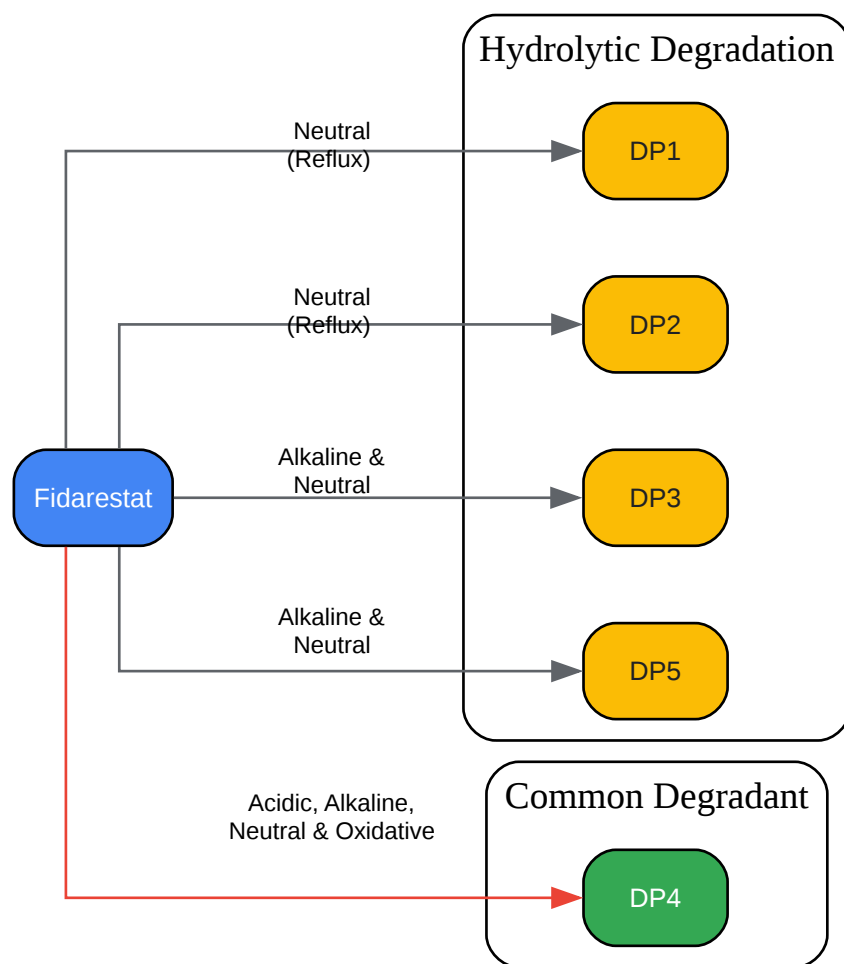 Hydrolytic Degradation
Neutral
(Reflux)
DP1
Neutral
(Reflux)
DP2
Fidarestat
Alkaline &
Neutral
DP3
Alkaline &
Neutral
DP5
Common Degradant
Acidic, Alkaline,
Neutral & Oxidative
DP4